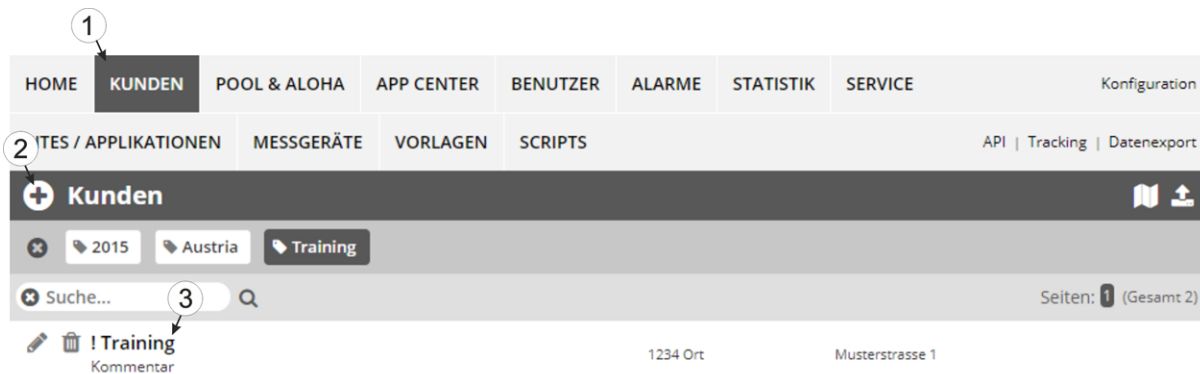 1
HOME KUNDEN POOL & ALOHA APP CENTER BENUTZER ALARME STATISTIK SERVICE Konfiguration
2 ITES / APPLIKATIONEN MESSGERÄTE VORLAGEN SCRIPTS API | Tracking | Datenexport
Kunden
2015 Austria Training
Suche... 3 Seiten: 1 (Gesamt 2)
! Training 1234 Ort Musterstrasse 1
Kommentar